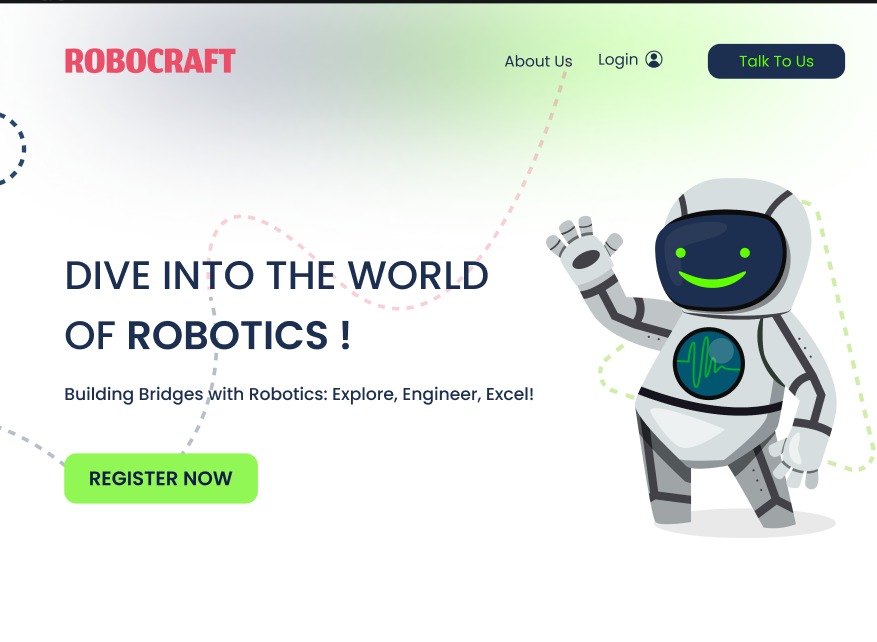 ROBOCRAFT
About Us
Login
Talk To Us
DIVE INTO THE WORLD
OF ROBOTICS !
Building Bridges with Robotics: Explore, Engineer, Excel!
REGISTER NOW